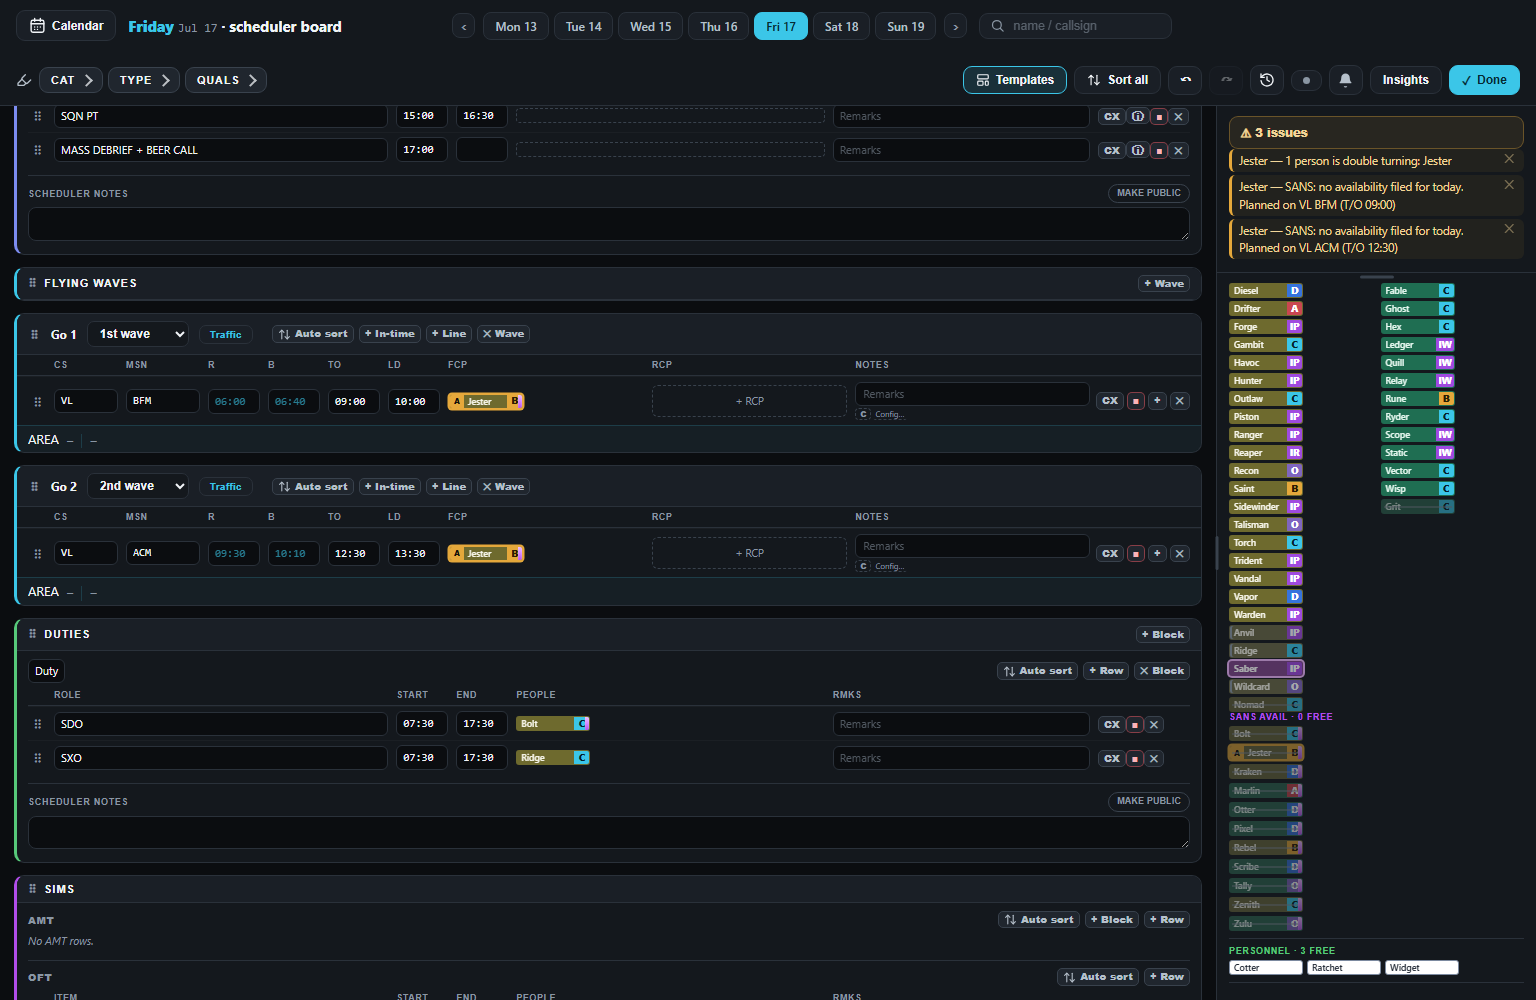 Calendar
Friday Jul 17 · scheduler board
‹ Mon 13 Tue 14 Wed 15 Thu 16 Fri 17 Sat 18 Sun 19 ›
name / callsign
CAT TYPE QUALS
Templates Sort all Insights ✓ Done
SQN PT 15:00 16:30 Remarks CX ✕
MASS DEBRIEF + BEER CALL 17:00 Remarks CX ✕
SCHEDULER NOTES MAKE PUBLIC
FLYING WAVES + Wave
Go 1 1st wave Traffic Auto sort + In-time + Line ✕ Wave
CS MSN R B TO LD FCP RCP NOTES
VL BFM 06:00 06:40 09:00 10:00 A Jester B + RCP Remarks CX + ✕
C Config...
AREA – –
Go 2 2nd wave Traffic Auto sort + In-time + Line ✕ Wave
CS MSN R B TO LD FCP RCP NOTES
VL ACM 09:30 10:10 12:30 13:30 A Jester B + RCP Remarks CX + ✕
C Config...
AREA – –
DUTIES + Block
Duty Auto sort + Row ✕ Block
ROLE START END PEOPLE RMKS
SDO 07:30 17:30 Bolt C Remarks CX ✕
SXO 07:30 17:30 Ridge C Remarks CX ✕
SCHEDULER NOTES MAKE PUBLIC
SIMS
AMT Auto sort + Block + Row
No AMT rows.
OFT Auto sort + Row
ITEM START END PEOPLE RMKS
⚠ 3 issues
Jester — 1 person is double turning: Jester ✕
Jester — SANS: no availability filed for today. ✕
Planned on VL BFM (T/O 09:00)
Jester — SANS: no availability filed for today. ✕
Planned on VL ACM (T/O 12:30)
Diesel D Fable C
Drifter A Ghost C
Forge IP Hex C
Gambit C Ledger IW
Havoc IP Quill IW
Hunter IP Relay IW
Outlaw C Rune B
Piston IP Ryder C
Ranger IP Scope IW
Reaper IR Static IW
Recon O Vector C
Saint B Wisp C
Sidewinder IP Grit C
Talisman O
Torch C
Trident IP
Vandal IP
Vapor D
Warden IP
Anvil IP
Ridge C
Saber IP
Wildcard O
Nomad C
SANS AVAIL · 0 FREE
Bolt C
A Jester B
Kraken D
Marlin A
Otter D
Pixel D
Rebel B
Scribe D
Tally O
Zenith C
Zulu O
PERSONNEL · 3 FREE
Cotter Ratchet Widget